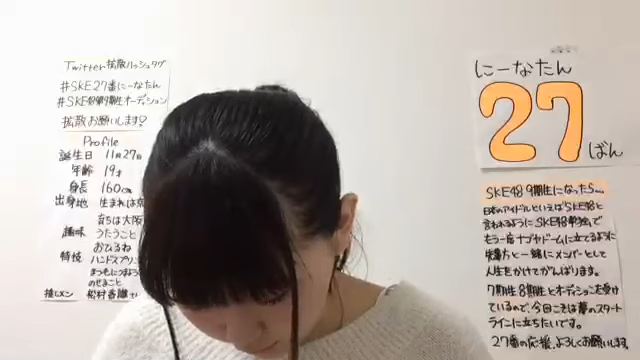 Twitter拡散ハッシュタグ
#SKE27番にーなたん
#SKE48第9期生オーディション
拡散お願いします♡
Profile
誕生日 11月27日
年齢 19才
身長 160cm
出身地 生まれは京
育ちは大阪
趣味 うたうこと
おひるね
特技 ハンドスプリン
のせること
推しメン 松村香織さ
にーなたん
27ばん
SKE48 9期生になったら…
日本のアイドルといえば"SKE48"と
言われるようにSKE48単独で
もう一度ナゴヤドームに立てるように
先輩方と一緒にメンバーとして
人生をかけてがんばります。
7期生8期生とオーディションを受け
ているので、今日こそは夢のスタート
ラインに立ちたいです。
27番の応援、よろしくお願いします。